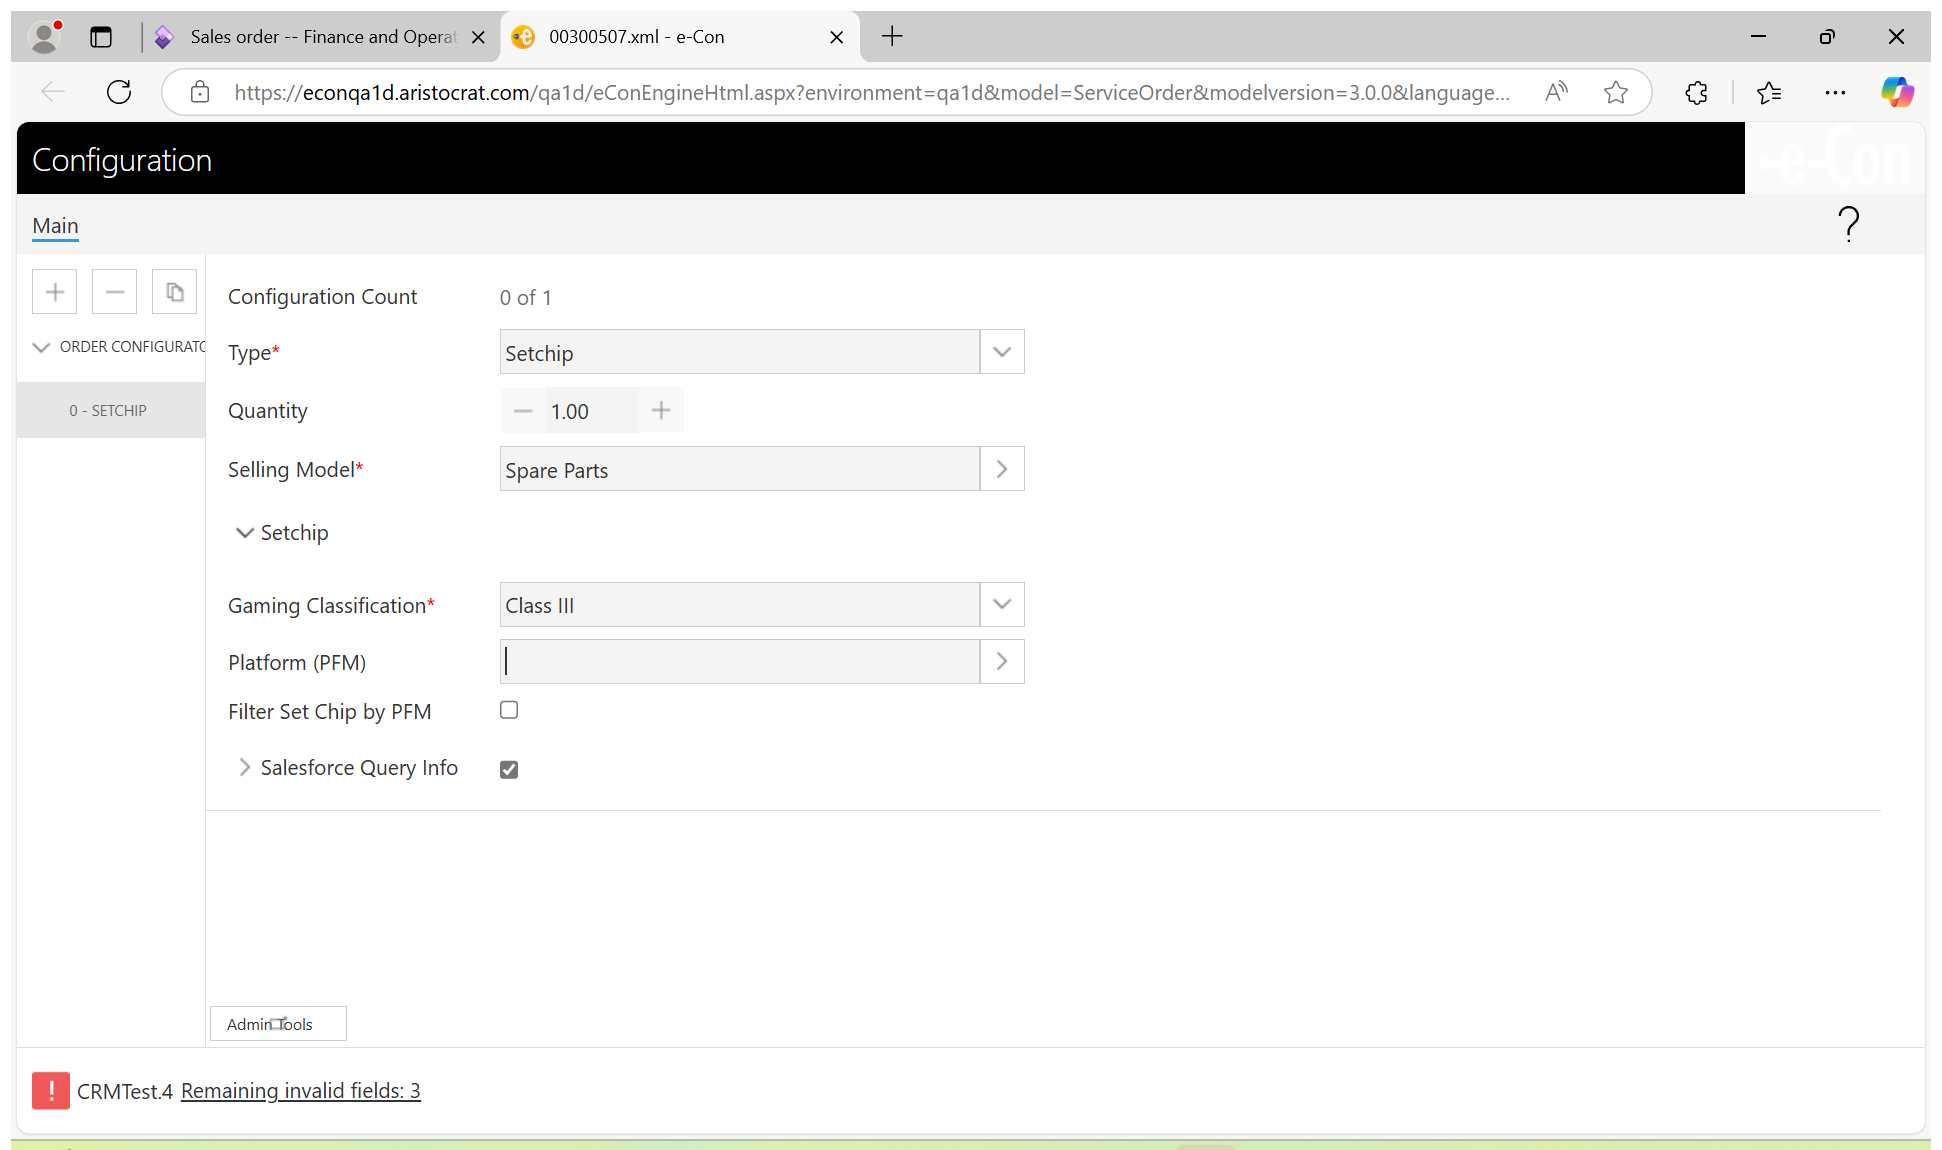 Sales order -- Finance and Operat
00300507.xml - e-Con
https://econqa1d.aristocrat.com/qa1d/eConEngineHtml.aspx?environment=qa1d&model=ServiceOrder&modelversion=3.0.0&language...
Configuration
e-Con
Main
?
ORDER CONFIGURATO
0 - SETCHIP
Configuration Count 0 of 1
Type* Setchip
Quantity 1.00
Selling Model* Spare Parts
Setchip
Gaming Classification* Class III
Platform (PFM)
Filter Set Chip by PFM
Salesforce Query Info
Admin Tools
CRMTest.4 Remaining invalid fields: 3